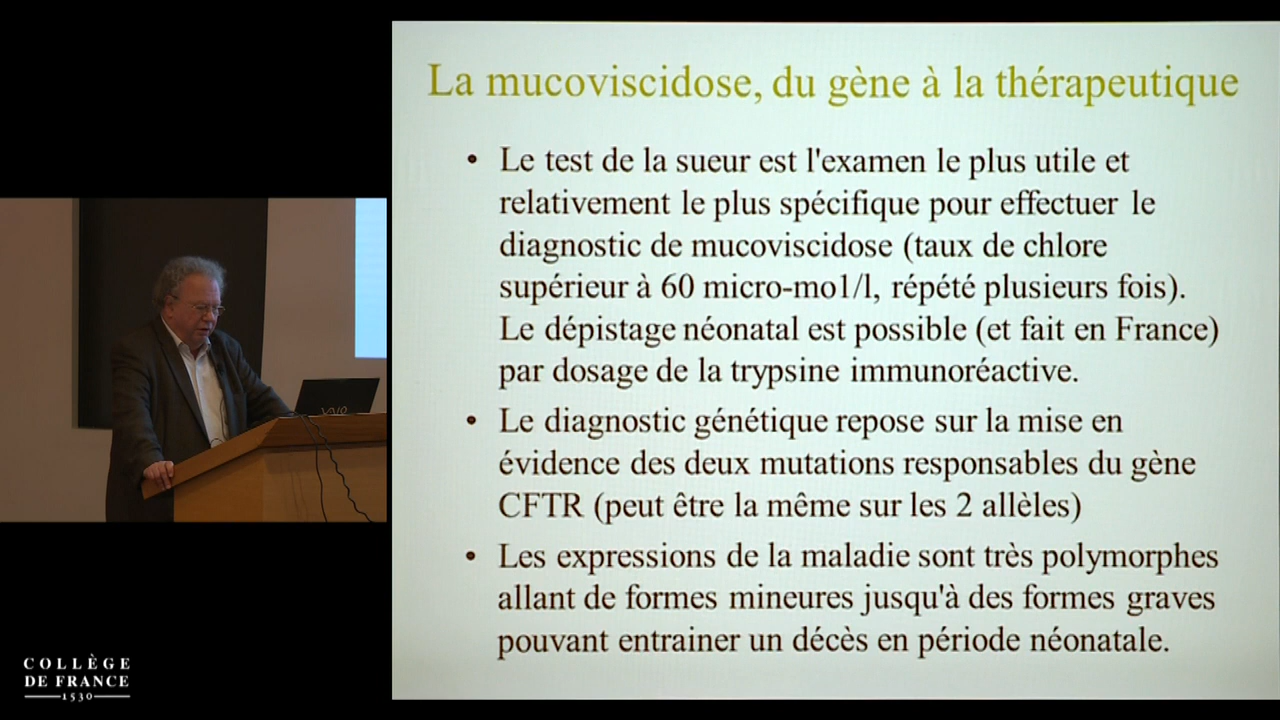 La mucoviscidose, du gène à la thérapeutique
• Le test de la sueur est l'examen le plus utile et
relativement le plus spécifique pour effectuer le
diagnostic de mucoviscidose (taux de chlore
supérieur à 60 micro-mo1/l, répété plusieurs fois).
Le dépistage néonatal est possible (et fait en France)
par dosage de la trypsine immunoréactive.
• Le diagnostic génétique repose sur la mise en
évidence des deux mutations responsables du gène
CFTR (peut être la même sur les 2 allèles)
• Les expressions de la maladie sont très polymorphes
allant de formes mineures jusqu'à des formes graves
pouvant entrainer un décès en période néonatale.
VAIO
COLLÈGE
DE FRANCE
1530